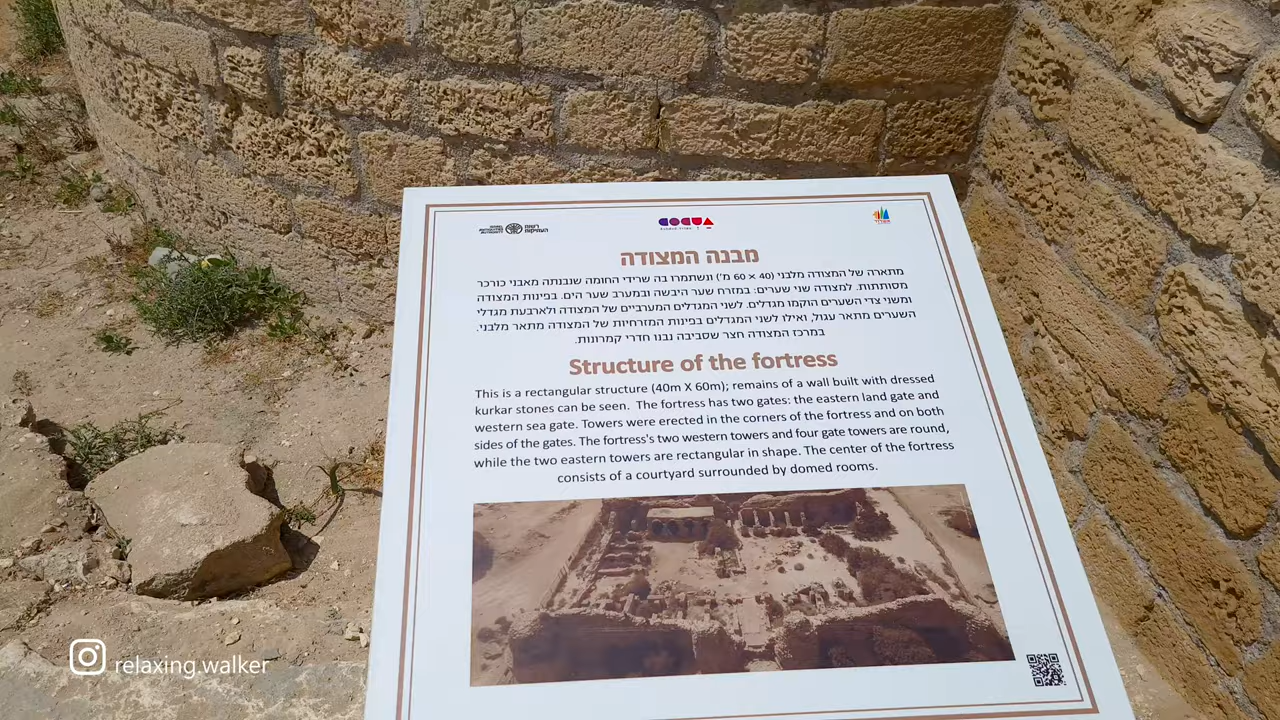 רשות
העתיקות
מבנה המצודה
מתארה של המצודה מלבני (40 × 60 מ') ונשתמרו בה שרידי החומה שנבנתה מאבני כורכר
מסותתות. למצודה שני שערים: במזרח שער היבשה ובמערב שער הים. בפינות המצודה
ומשני צדי השערים הוקמו מגדלים. לשני המגדלים המערביים של המצודה ולארבעת מגדלי
השערים מתאר עגול, ואילו לשני המגדלים בפינות המזרחיות של המצודה מתאר מלבני.
במרכז המצודה חצר שסביבה נבנו חדרי קמרונות.
Structure of the fortress
This is a rectangular structure (40m X 60m); remains of a wall built with dressed
kurkar stones can be seen. The fortress has two gates: the eastern land gate and
western sea gate. Towers were erected in the corners of the fortress and on both
sides of the gates. The fortress's two western towers and four gate towers are round,
while the two eastern towers are rectangular in shape. The center of the fortress
consists of a courtyard surrounded by domed rooms.
relaxing.walker